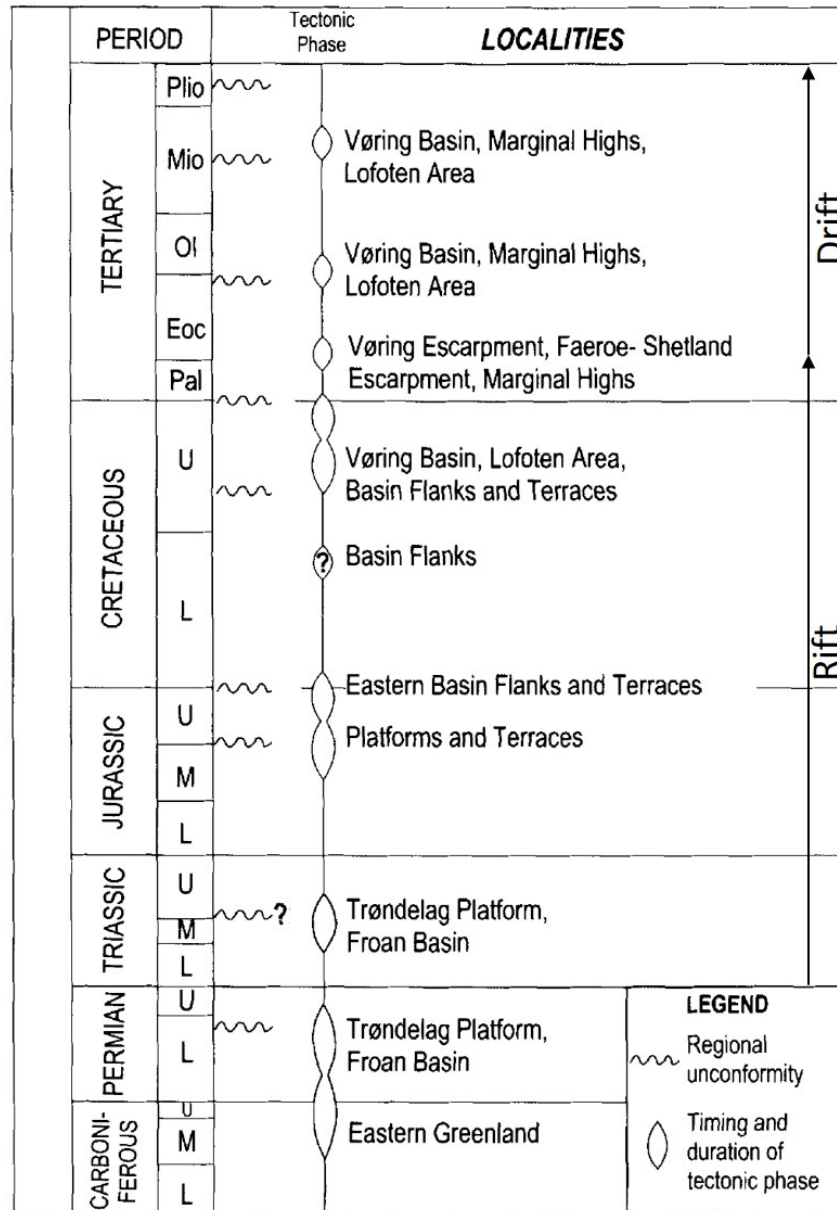 PERIOD
Tectonic
Phase
LOCALITIES
TERTIARY
Plio
Mio
Vøring Basin, Marginal Highs,
Lofoten Area
Ol
Vøring Basin, Marginal Highs,
Lofoten Area
Eoc
Vøring Escarpment, Faeroe- Shetland
Escarpment, Marginal Highs
Pal
Drift
CRETACEOUS
U
Vøring Basin, Lofoten Area,
Basin Flanks and Terraces
? Basin Flanks
L
Rift
Eastern Basin Flanks and Terraces
JURASSIC
U
Platforms and Terraces
M
L
TRIASSIC
U
?
M
L
Trøndelag Platform,
Froan Basin
PERMIAN
U
L
Trøndelag Platform,
Froan Basin
CARBONI-
FEROUS
U
M
L
Eastern Greenland
LEGEND
Regional
unconformity
Timing and
duration of
tectonic phase